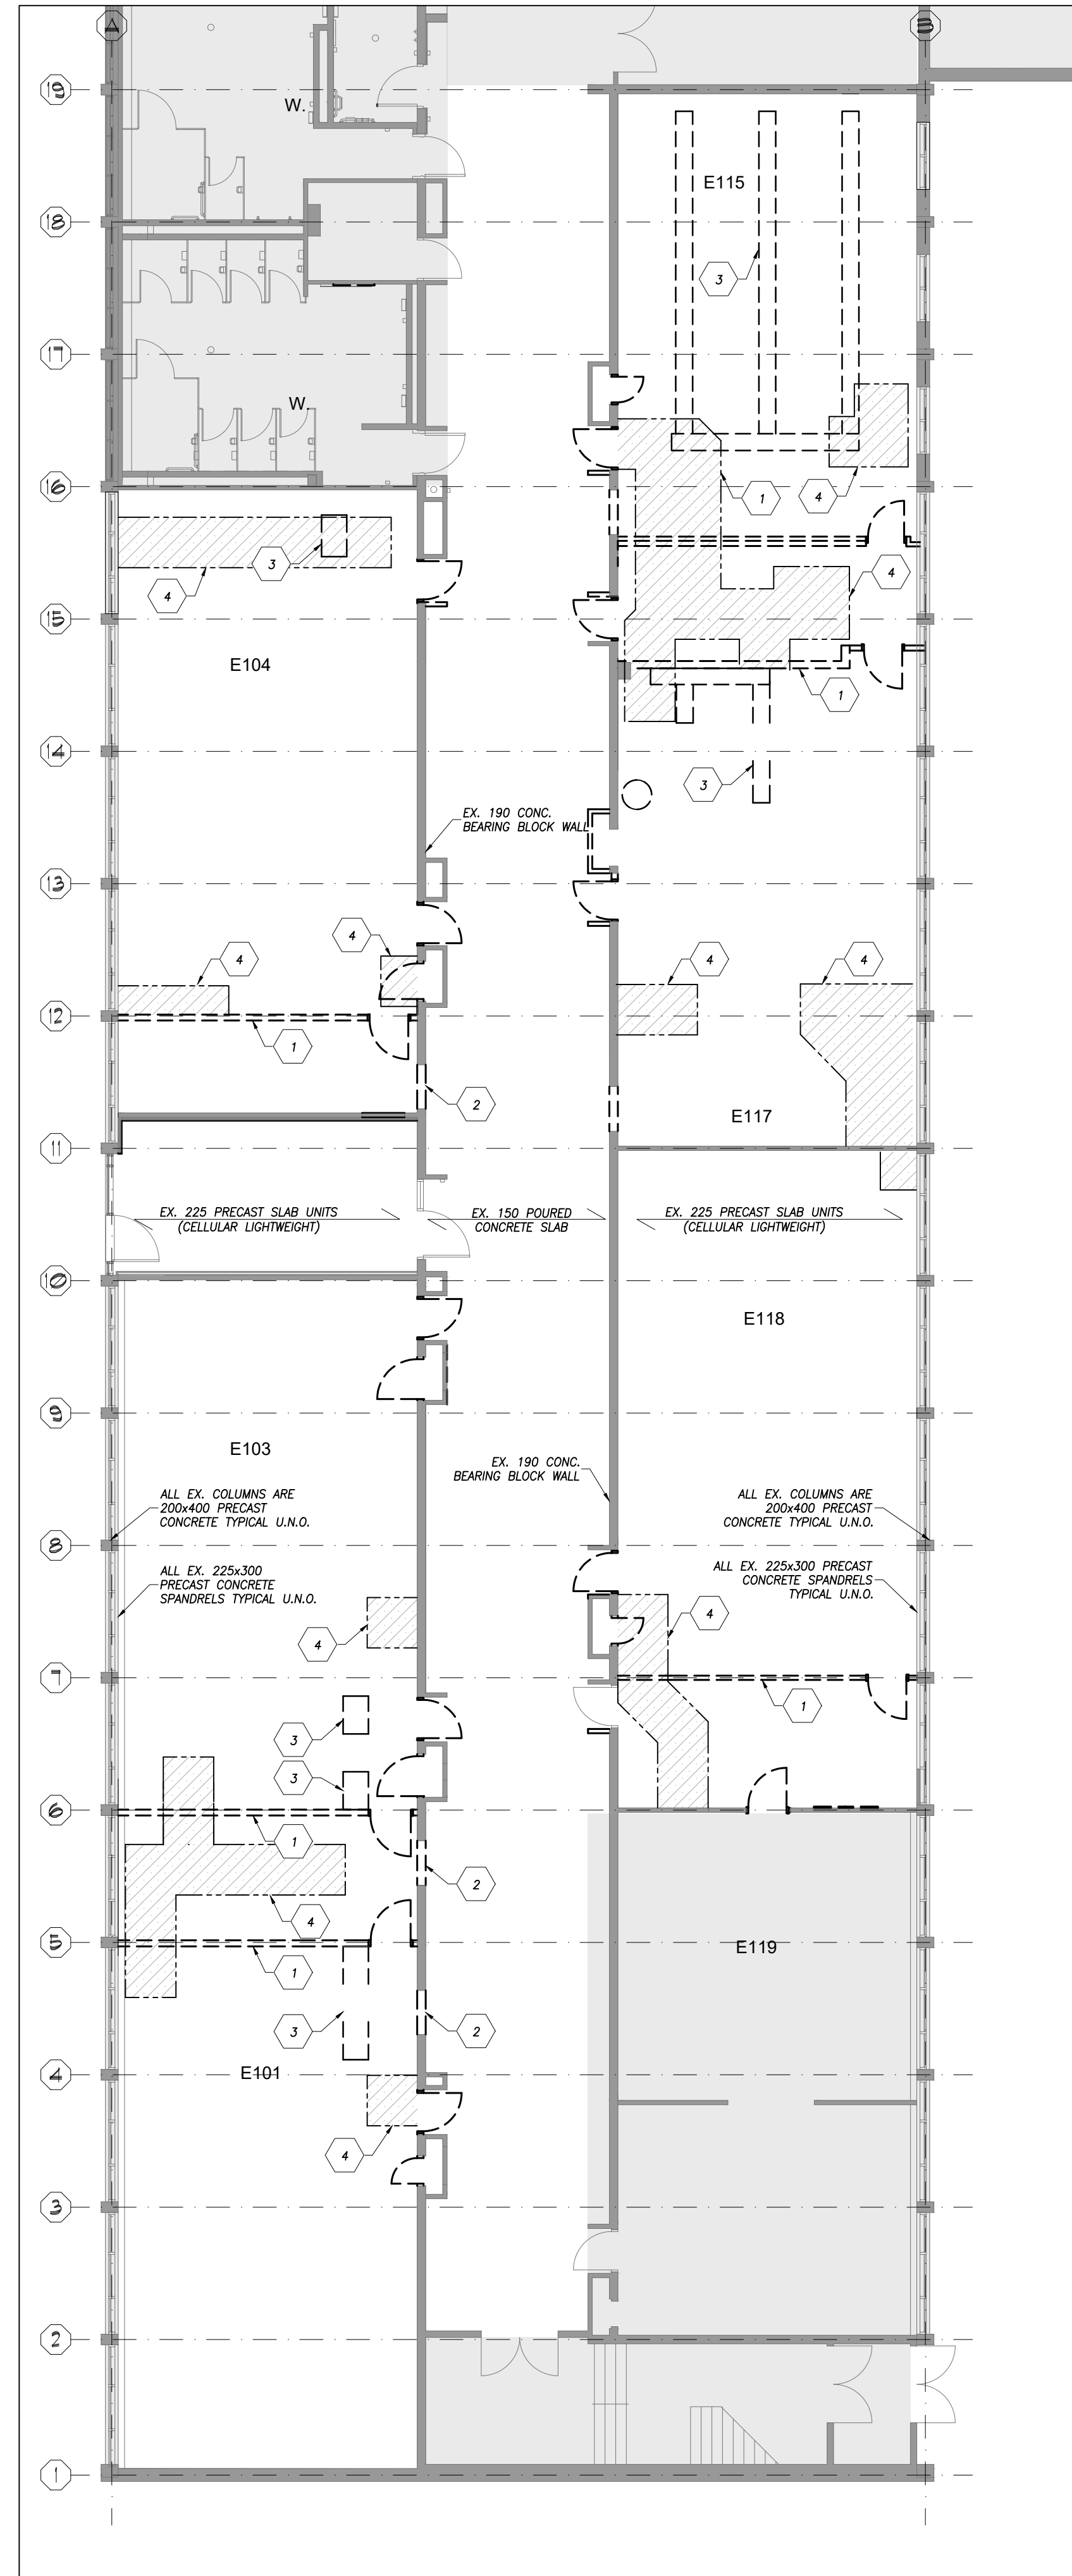 A
B
19
W.
E115
18
3
17
W.
16
1
4
3
4
4
15
E104
1
14
3
EX. 190 CONC.
BEARING BLOCK WALL
13
4
4
4
4
12
1
2
E117
11
EX. 225 PRECAST SLAB UNITS
(CELLULAR LIGHTWEIGHT)
EX. 150 POURED
CONCRETE SLAB
EX. 225 PRECAST SLAB UNITS
(CELLULAR LIGHTWEIGHT)
10
E118
9
E103
EX. 190 CONC.
BEARING BLOCK WALL
ALL EX. COLUMNS ARE
200x400 PRECAST
CONCRETE TYPICAL U.N.O.
ALL EX. COLUMNS ARE
200x400 PRECAST
CONCRETE TYPICAL U.N.O.
8
ALL EX. 225x300
PRECAST CONCRETE
SPANDRELS TYPICAL U.N.O.
ALL EX. 225x300 PRECAST
CONCRETE SPANDRELS
TYPICAL U.N.O.
4
4
7
1
3
3
6
1
2
4
5
E119
1
3
2
E101
4
4
3
2
1